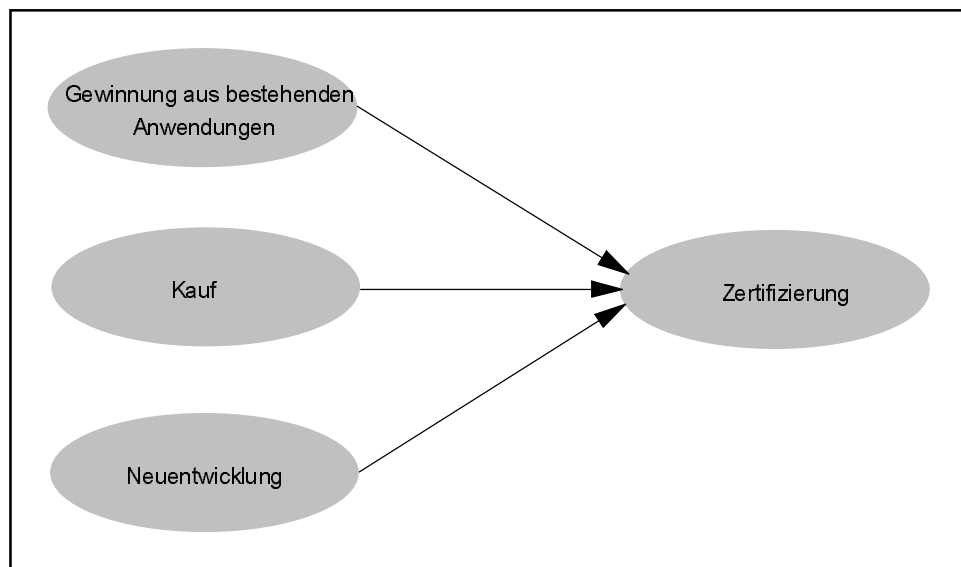 Gewinnung aus bestehenden
Anwendungen
Kauf
Zertifizierung
Neuentwicklung